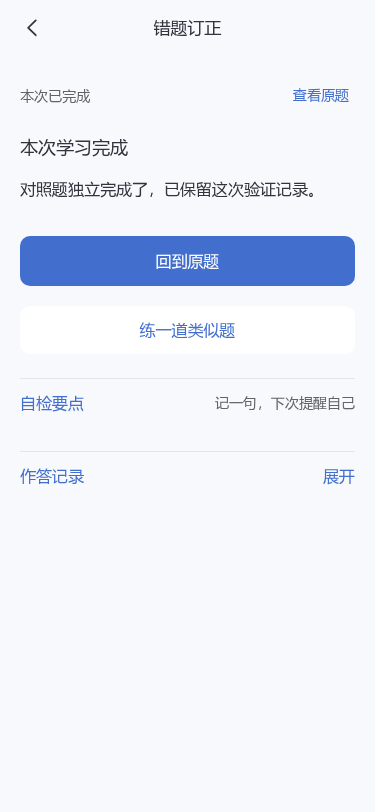 错题订正
本次已完成
查看原题
本次学习完成
对照题独立完成了，已保留这次验证记录。
回到原题
练一道类似题
自检要点
记一句，下次提醒自己
作答记录
展开